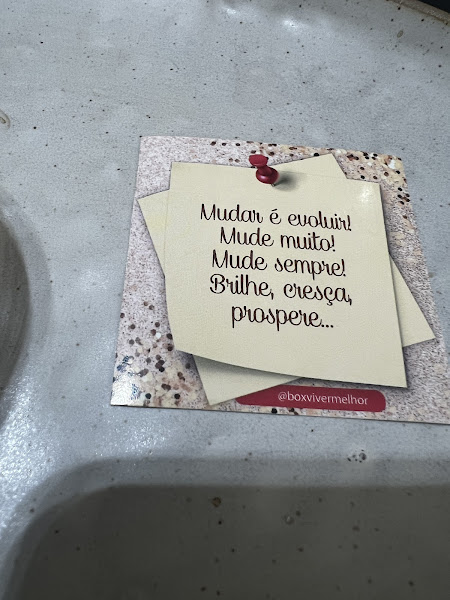 Mudar é evoluir!
Mude muito!
Mude sempre!
Brilhe, cresça,
prospere...
@boxvivermelhor